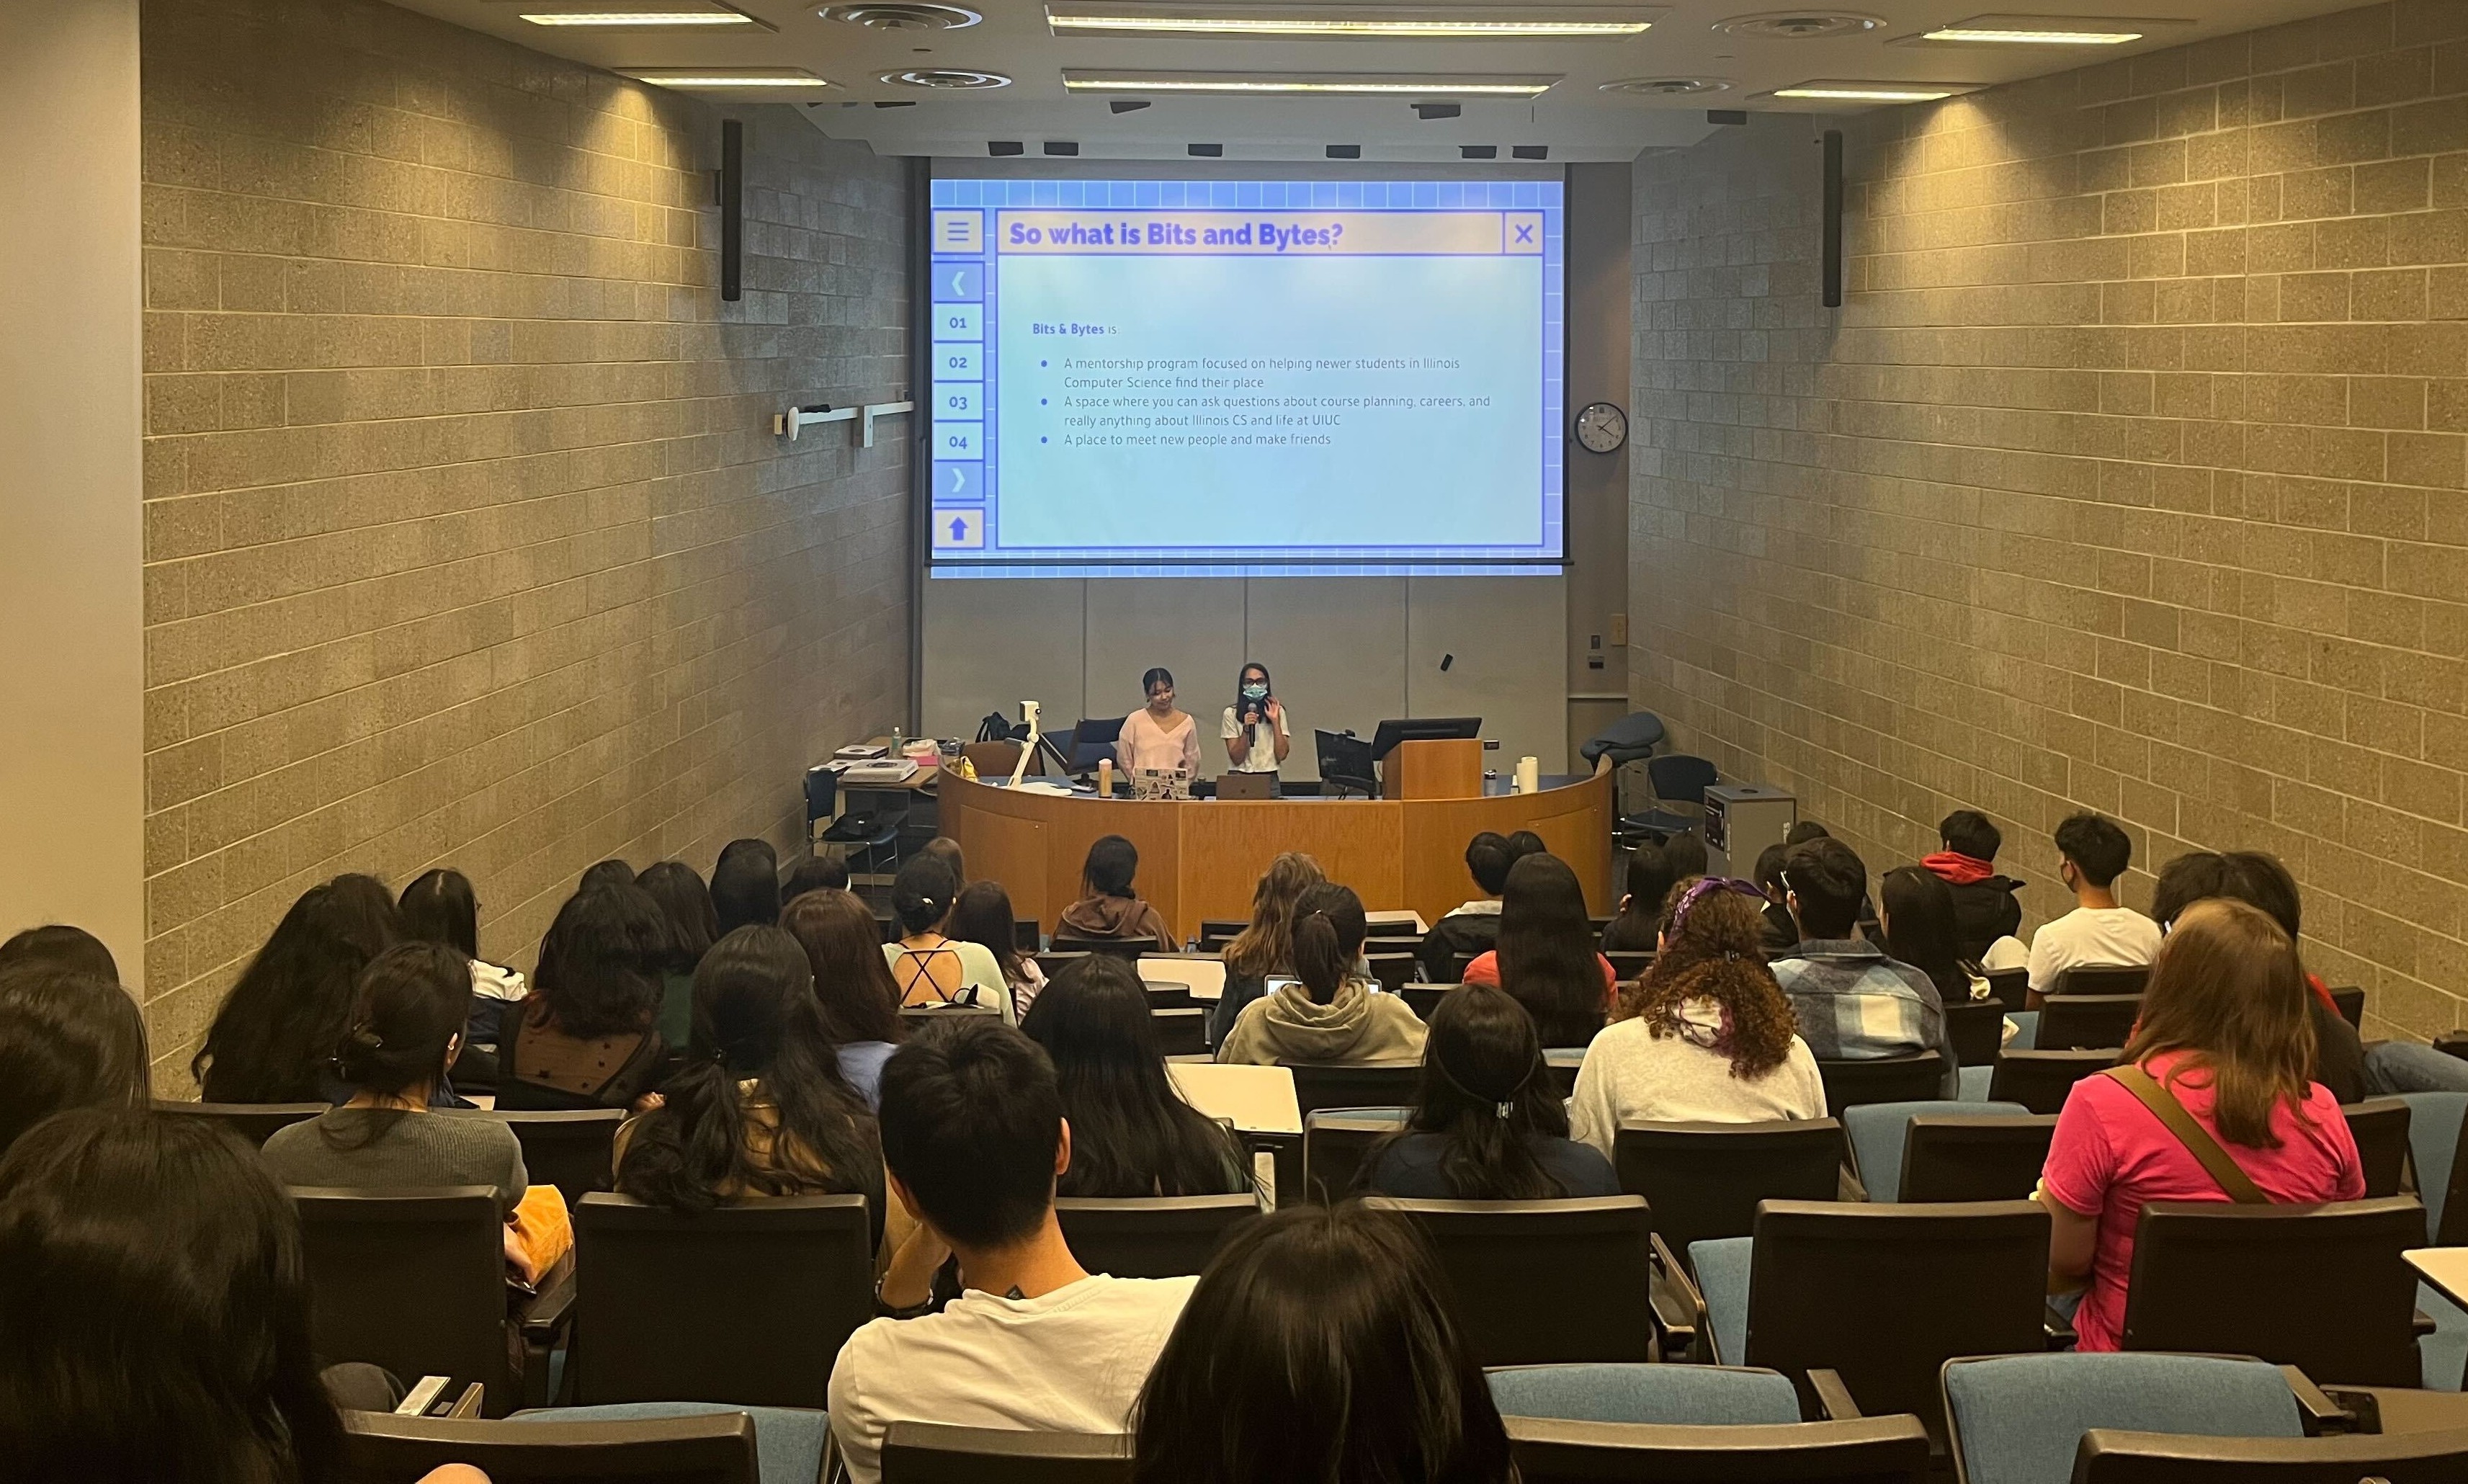 So what is Bits and Bytes?
01
02
03
04
Bits & Bytes is
A mentorship program focused on helping newer students in Illinois
Computer Science find their place
A space where you can ask questions about course planning, careers, and
really anything about Illinois CS and life at UIUC
A place to meet new people and make friends